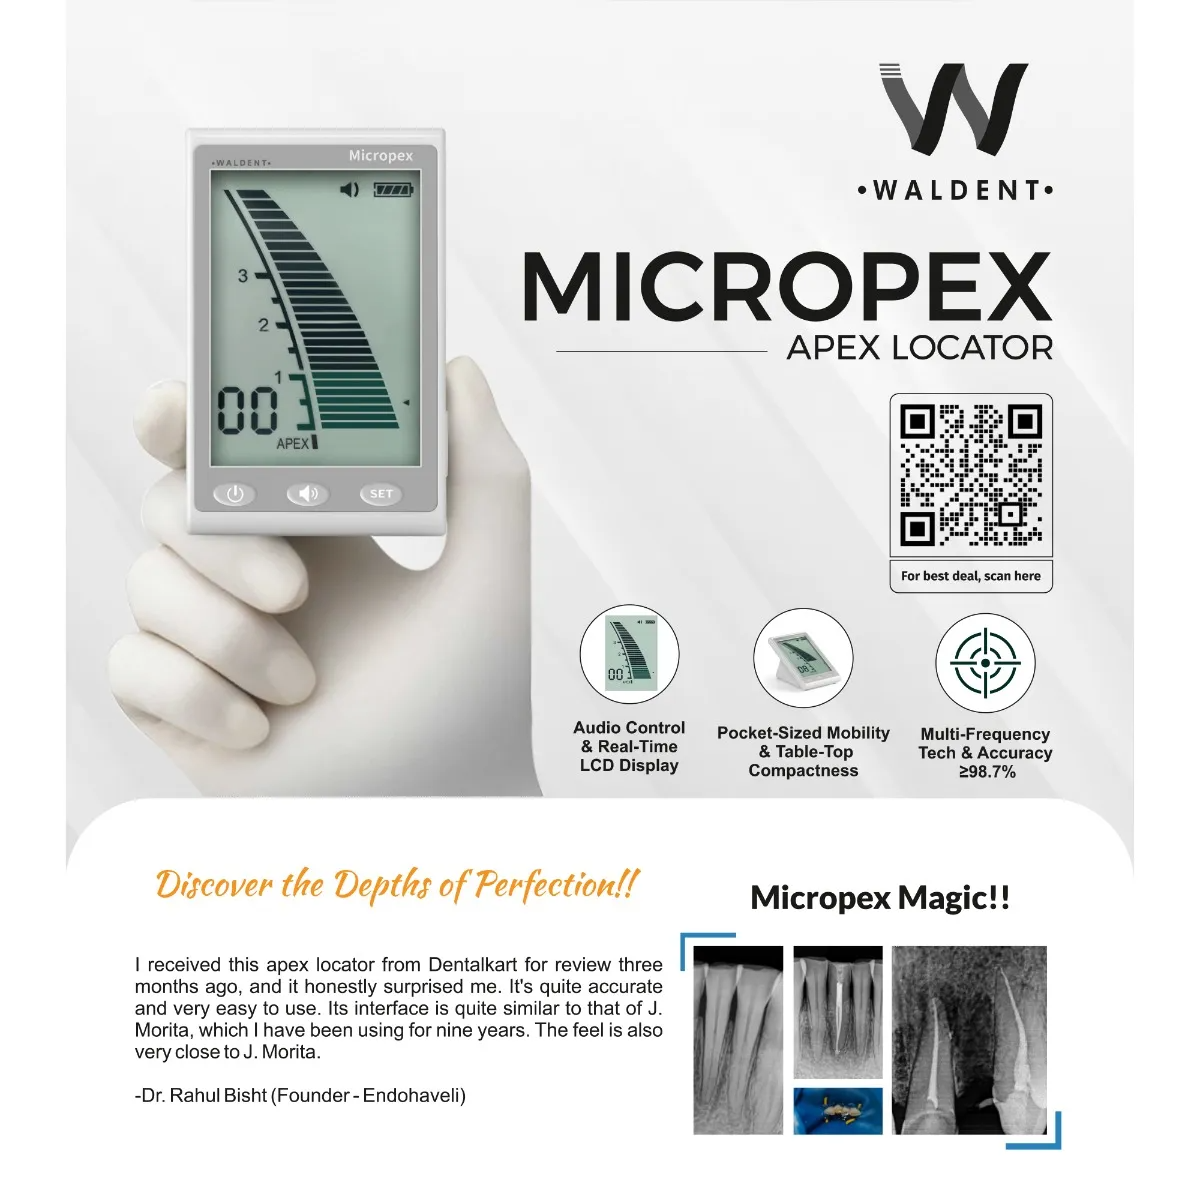 •WALDENT•
Micropex
3
2
1
00
APEX
SET
•WALDENT•
MICROPEX
APEX LOCATOR
For best deal, scan here
Audio Control
& Real-Time
LCD Display
Pocket-Sized Mobility
& Table-Top
Compactness
Multi-Frequency
Tech & Accuracy
≥98.7%
Discover the Depths of Perfection!!
I received this apex locator from Dentalkart for review three
months ago, and it honestly surprised me. It's quite accurate
and very easy to use. Its interface is quite similar to that of J.
Morita, which I have been using for nine years. The feel is also
very close to J. Morita.
-Dr. Rahul Bisht (Founder - Endohaveli)
Micropex Magic!!